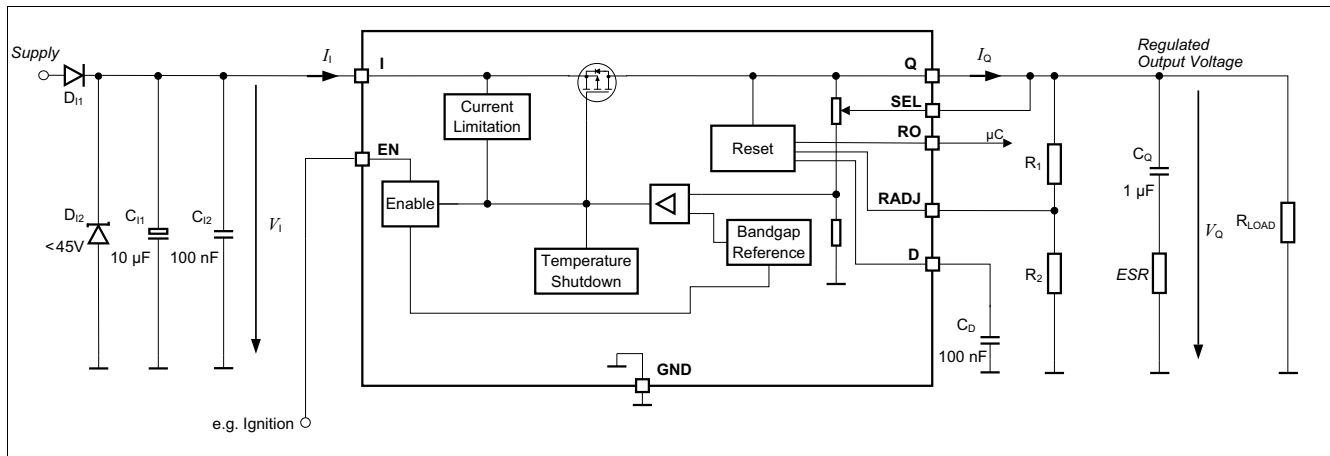 Supply
I_I
I
Q
I_Q
Regulated
Output Voltage
D_I1
Current
Limitation
SEL
RO
µC
EN
Reset
R_1
C_Q
1 µF
Enable
RADJ
D_I2
<45V
C_I1
10 µF
C_I2
100 nF
V_I
Bandgap
Reference
V_Q
R_LOAD
Temperature
Shutdown
D
R_2
ESR
C_D
100 nF
GND
e.g. Ignition